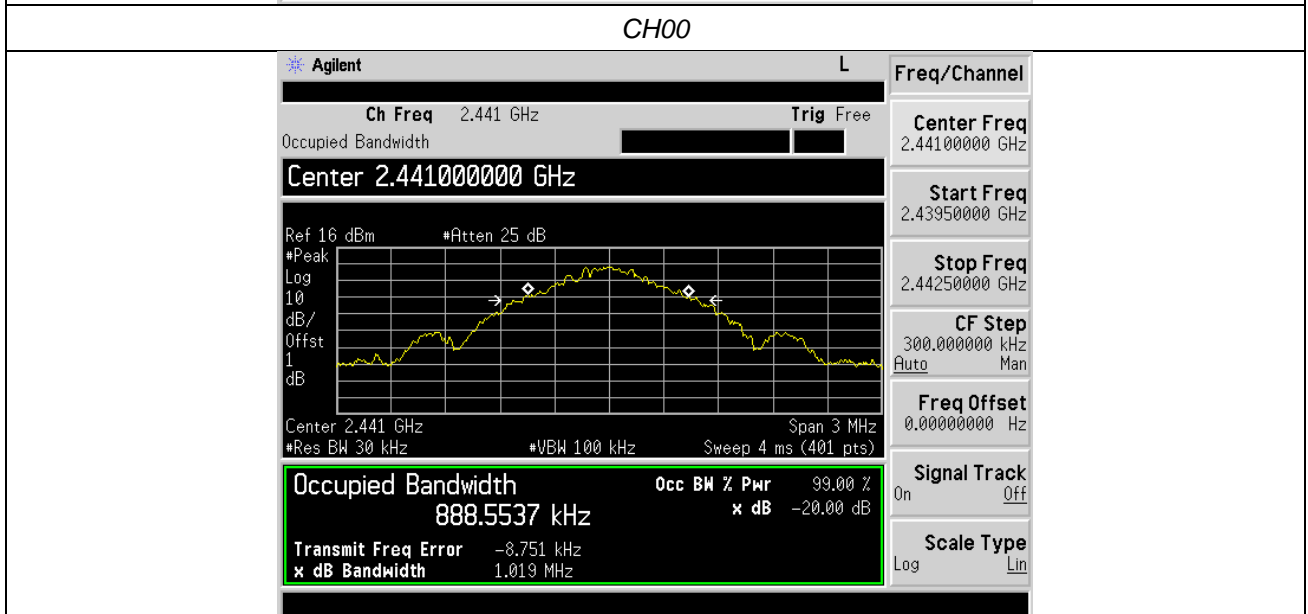 CH00
Agilent L
Freq/Channel
Ch Freq 2.441 GHz Trig Free
Occupied Bandwidth
Center 2.441000000 GHz
Ref 16 dBm #Atten 25 dB
#Peak
Log
10
dB/
Offst
1
dB
Center 2.441 GHz Span 3 MHz
#Res BW 30 kHz #VBW 100 kHz Sweep 4 ms (401 pts)
Occupied Bandwidth Occ BW % Pwr 99.00 %
888.5537 kHz x dB -20.00 dB
Transmit Freq Error -8.751 kHz
x dB Bandwidth 1.019 MHz
Center Freq
2.44100000 GHz
Start Freq
2.43950000 GHz
Stop Freq
2.44250000 GHz
CF Step
300.000000 kHz
Auto Man
Freq Offset
0.00000000 Hz
Signal Track
On Off
Scale Type
Log Lin